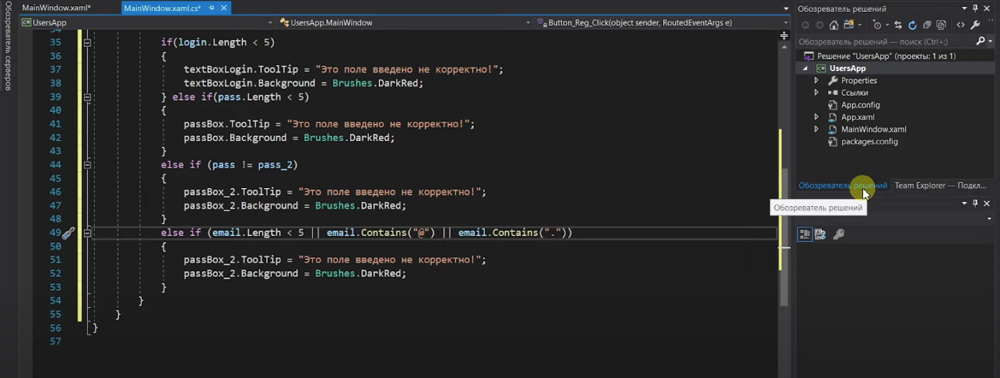 Обозреватель серверов
MainWindow.xaml*
MainWindow.xaml.cs*
UsersApp
UsersApp.MainWindow
Button_Reg_Click(object sender, RoutedEventArgs e)
34
35 if(login.Length < 5)
36 {
37 textBoxLogin.ToolTip = "Это поле введено не корректно!";
38 textBoxLogin.Background = Brushes.DarkRed;
39 } else if(pass.Length < 5)
40 {
41 passBox.ToolTip = "Это поле введено не корректно!";
42 passBox.Background = Brushes.DarkRed;
43 }
44 else if (pass != pass_2)
45 {
46 passBox_2.ToolTip = "Это поле введено не корректно!";
47 passBox_2.Background = Brushes.DarkRed;
48 }
49 else if (email.Length < 5 || email.Contains("@") || email.Contains("."))
50 {
51 passBox_2.ToolTip = "Это поле введено не корректно!";
52 passBox_2.Background = Brushes.DarkRed;
53 }
54 }
55 }
56 }
57
Обозреватель решений
Обозреватель решений — поиск (Ctrl+;)
Решение "UsersApp" (проекты: 1 из 1)
UsersApp
Properties
Ссылки
App.config
App.xaml
MainWindow.xaml
packages.config
Обозреватель решений
Team Explorer — Подкл...
Обозреватель решений